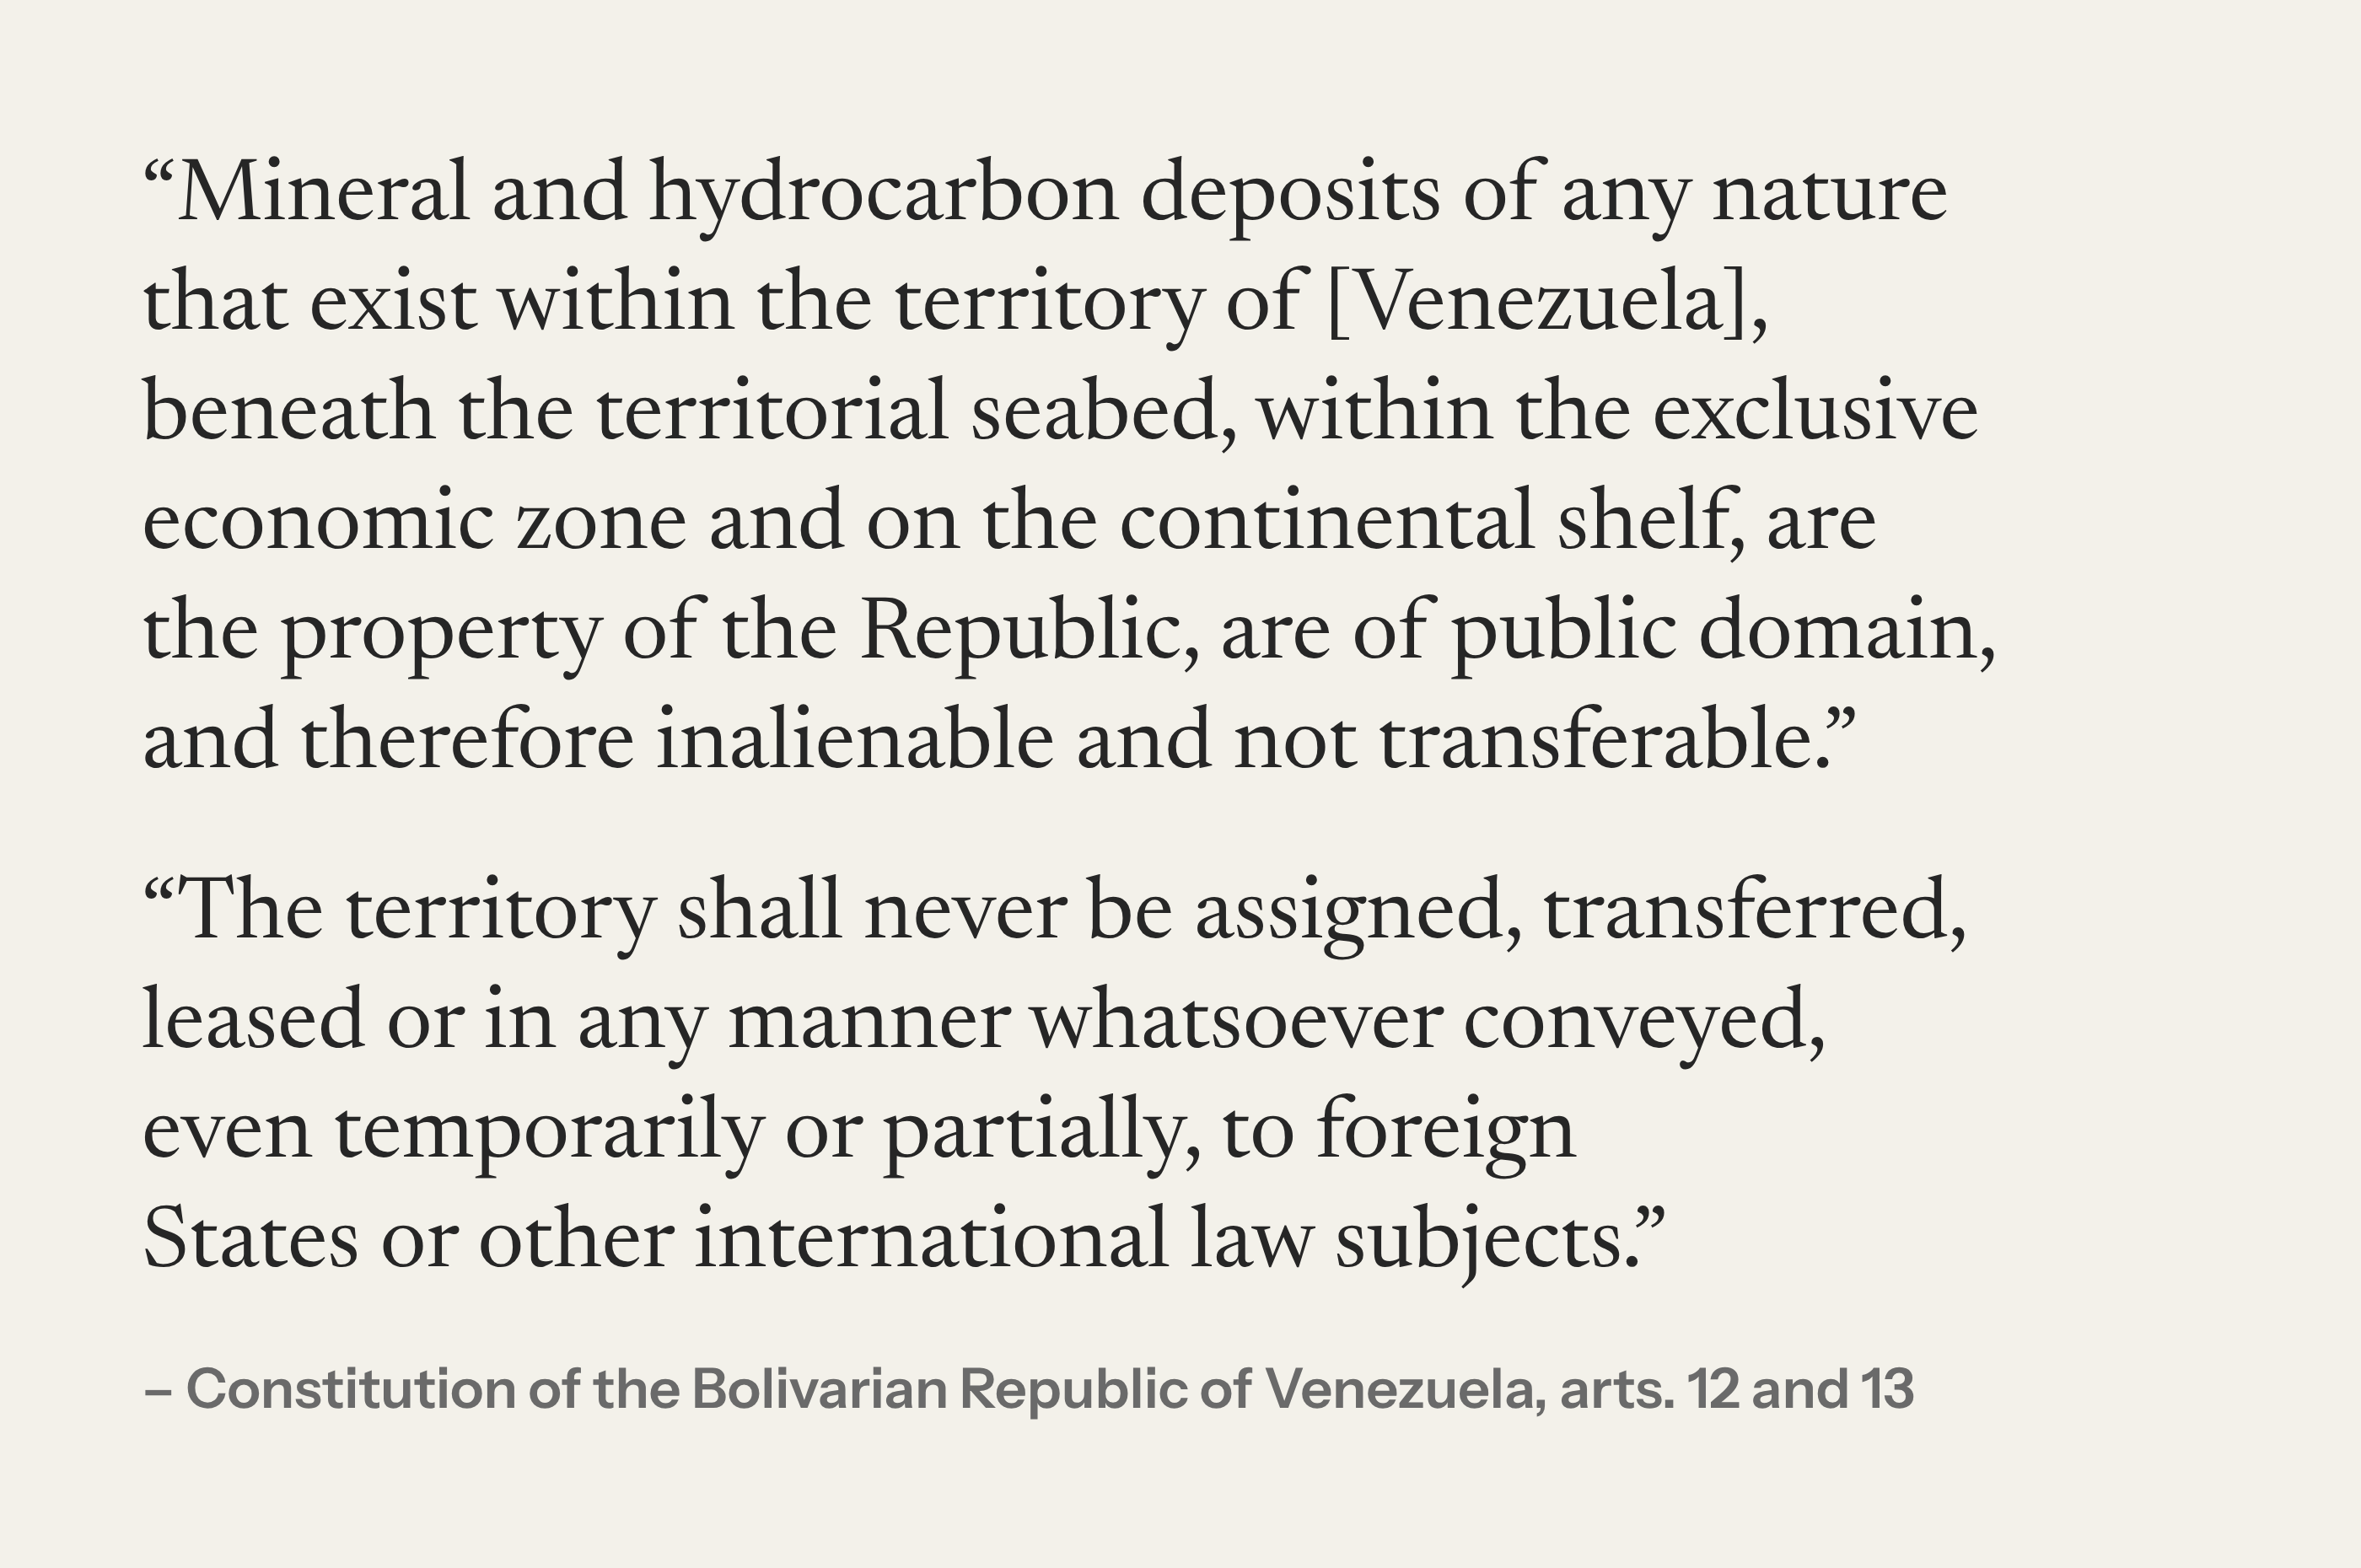 “Mineral and hydrocarbon deposits of any nature
that exist within the territory of [Venezuela],
beneath the territorial seabed, within the exclusive
economic zone and on the continental shelf, are
the property of the Republic, are of public domain,
and therefore inalienable and not transferable.”
“The territory shall never be assigned, transferred,
leased or in any manner whatsoever conveyed,
even temporarily or partially, to foreign
States or other international law subjects.”
– Constitution of the Bolivarian Republic of Venezuela, arts. 12 and 13